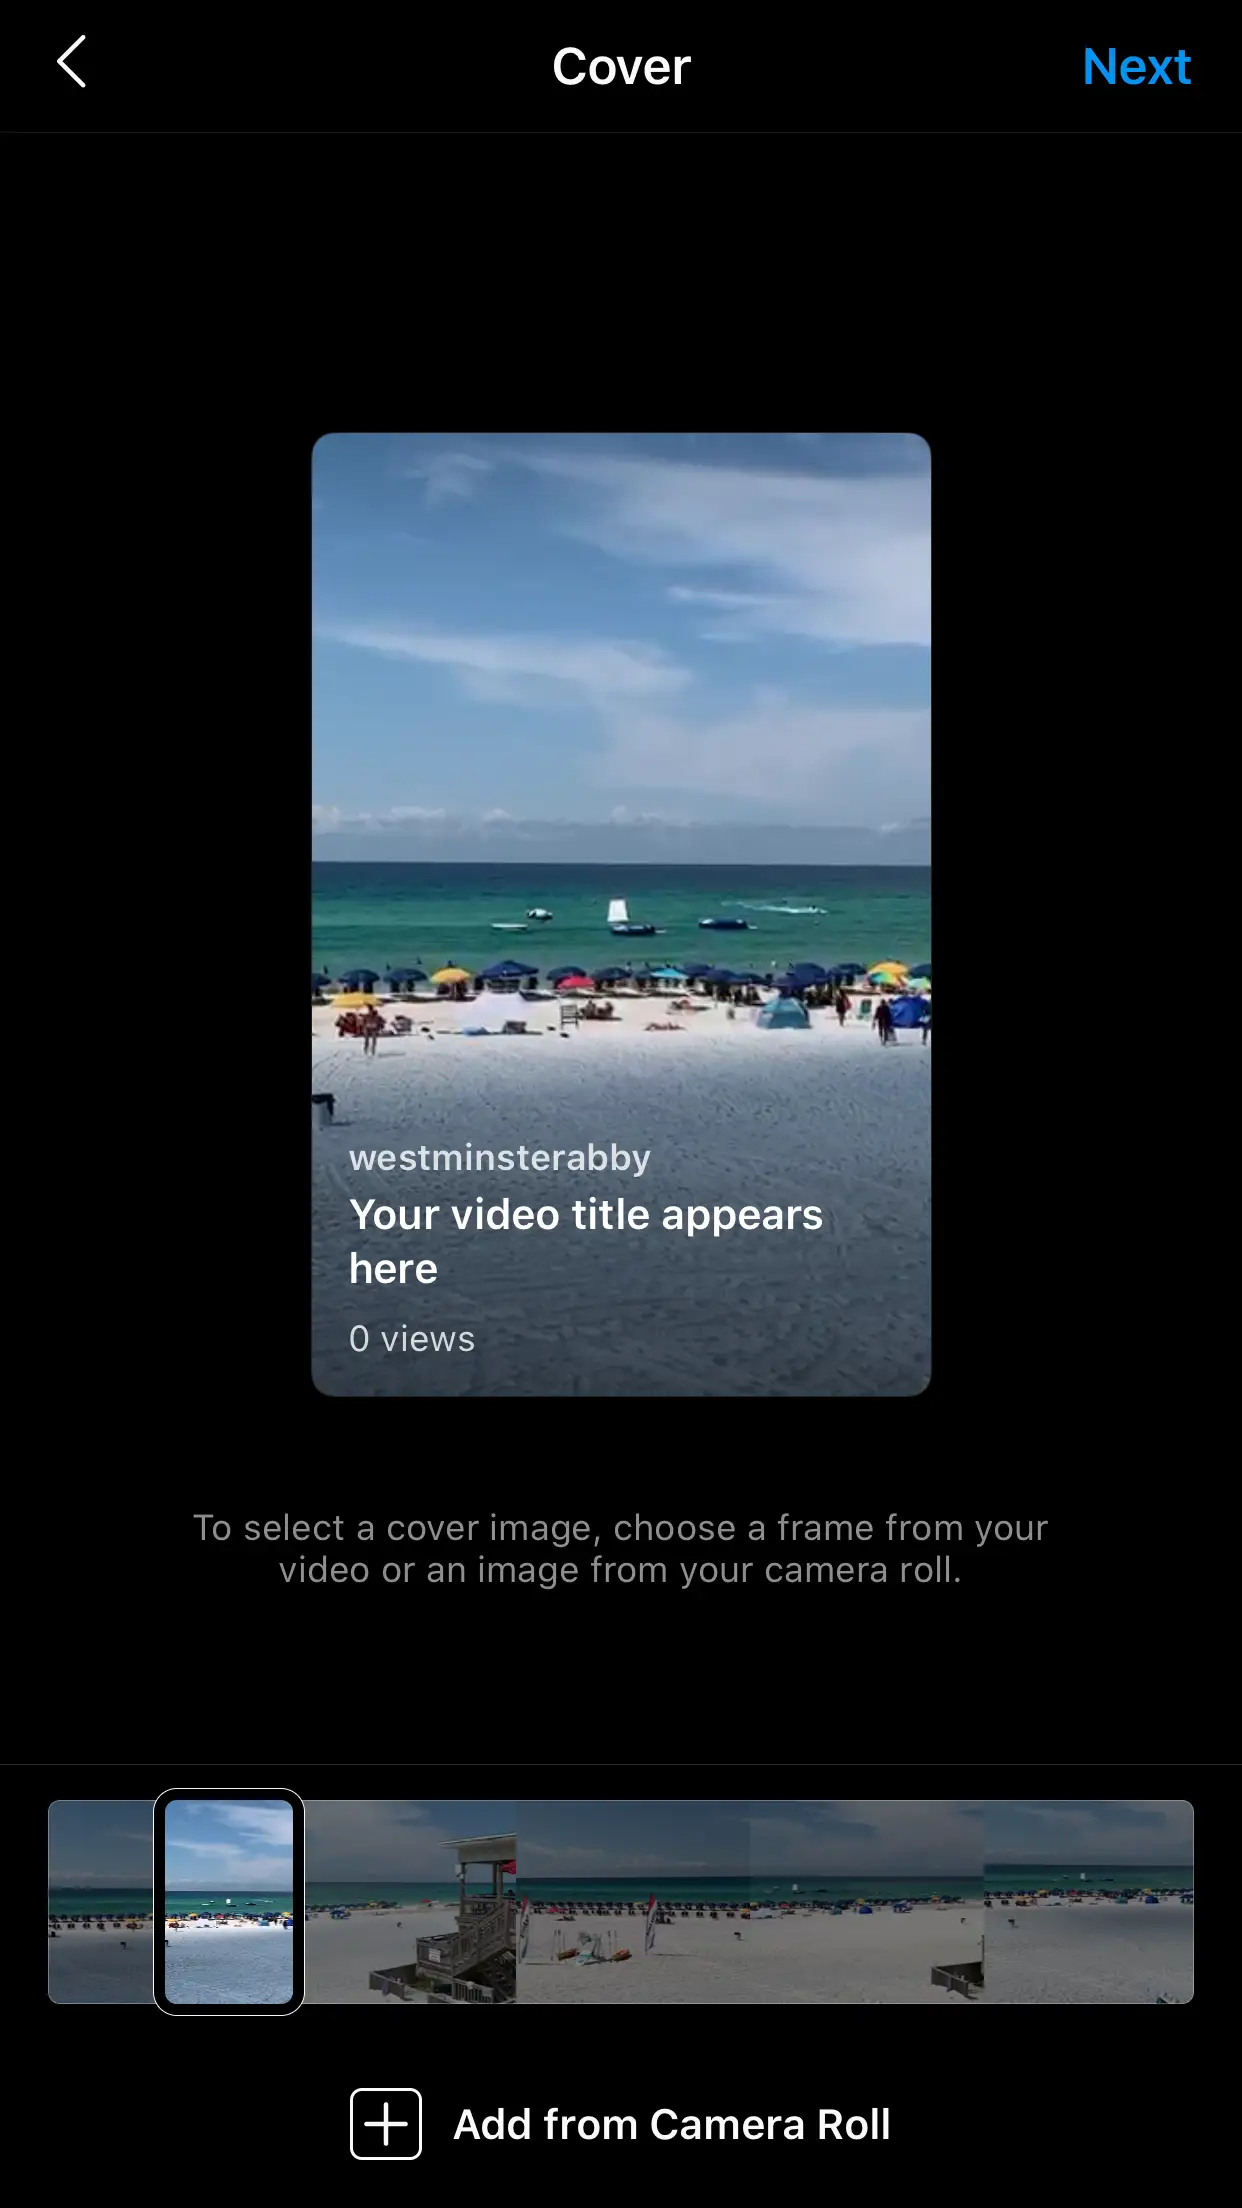 Cover
Next
westminsterabby
Your video title appears
here
0 views
To select a cover image, choose a frame from your
video or an image from your camera roll.
Add from Camera Roll